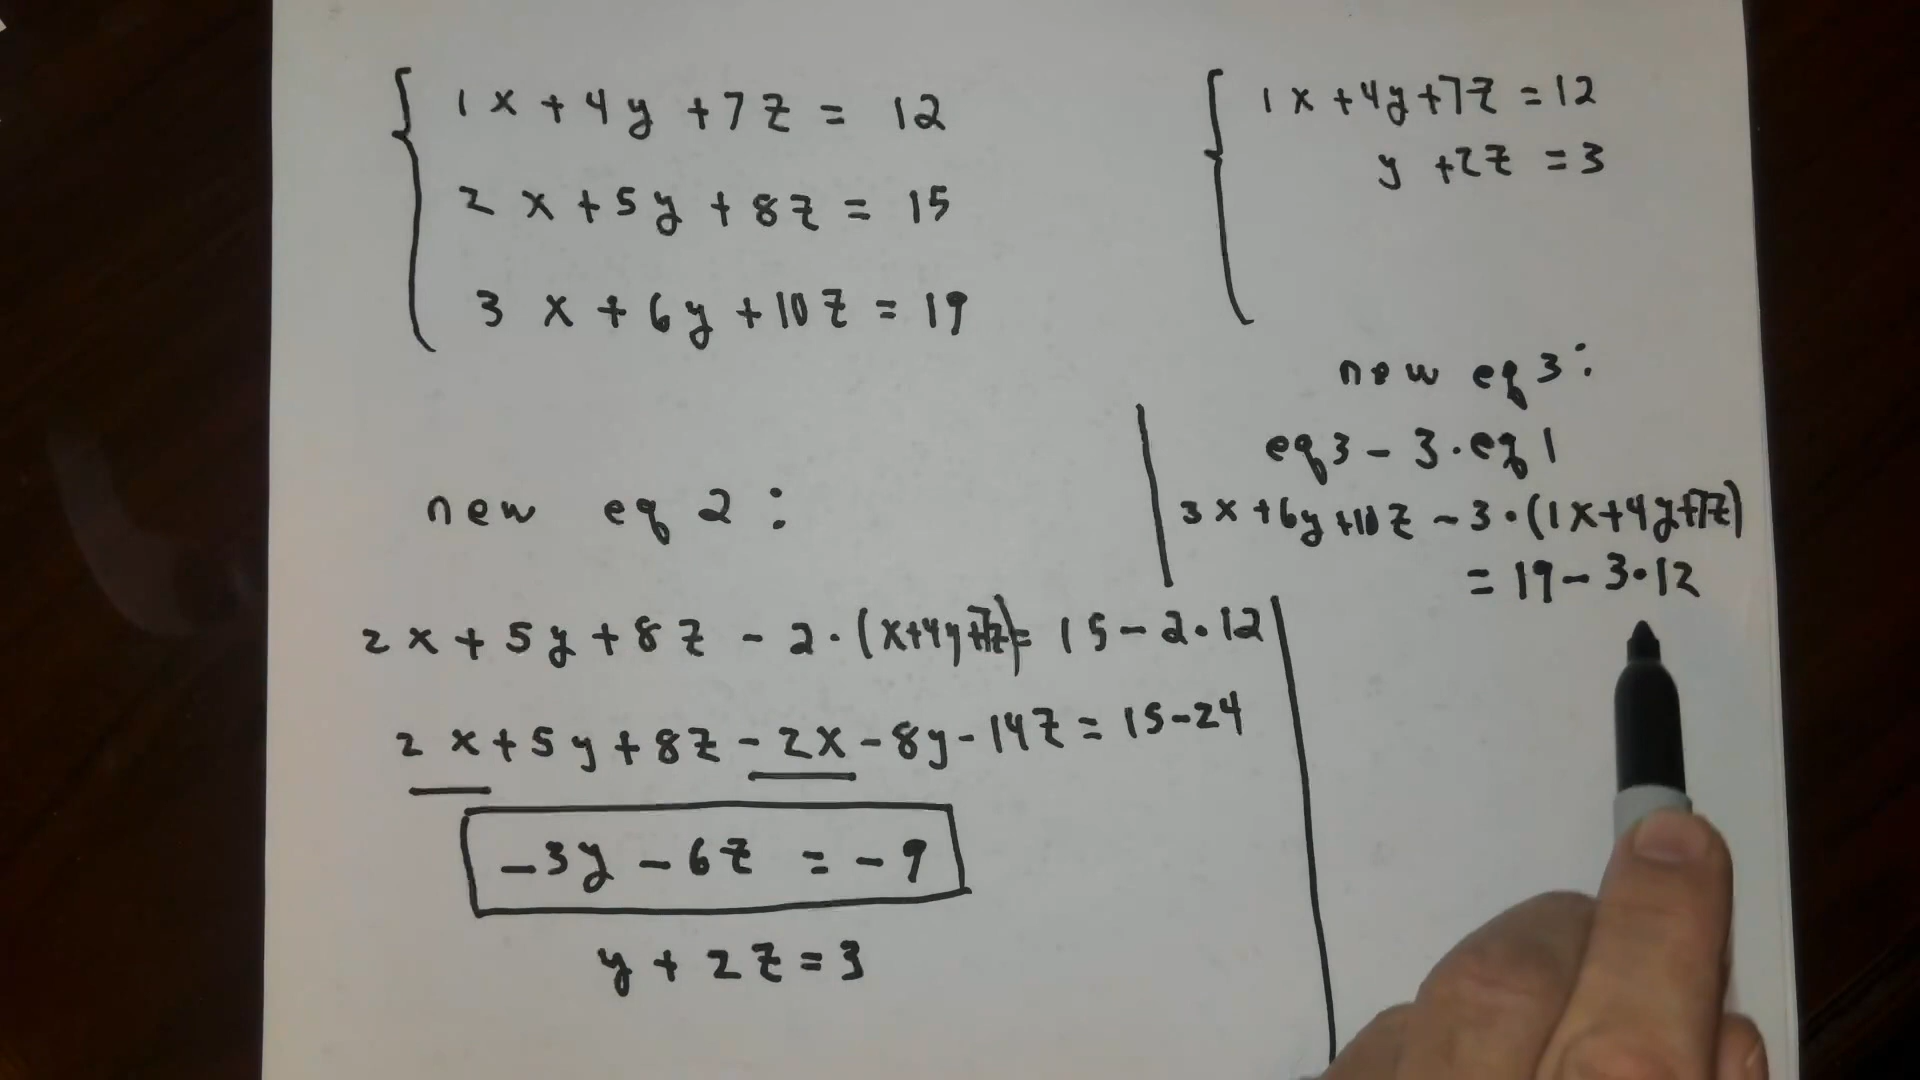 1x + 4y + 7z = 12
2x + 5y + 8z = 15
3x + 6y + 10z = 19
1x + 4y + 7z = 12
y + 2z = 3
new eq 2:
2x + 5y + 8z - 2·(x+4y+7z) = 15 - 2·12
2x + 5y + 8z - 2x - 8y - 14z = 15 - 24
-3y - 6z = -9
y + 2z = 3
new eq 3:
eq3 - 3·eq1
3x + 6y + 10z - 3·(1x+4y+7z)
= 19 - 3·12